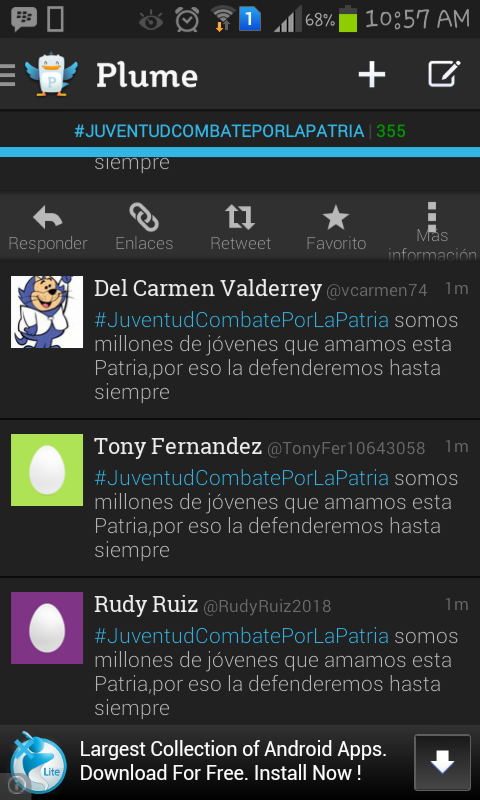 1 68% 10:57 AM
P Plume
#JUVENTUDCOMBATEPORLAPATRIA | 355
siempre
Responder Enlaces Retweet Favorito Más
información
Del Carmen Valderrey @vcarmen74 1m
#JuventudCombatePorLaPatria somos
millones de jóvenes que amamos esta
Patria,por eso la defenderemos hasta
siempre
Tony Fernandez @TonyFer10643058 1m
#JuventudCombatePorLaPatria somos
millones de jóvenes que amamos esta
Patria,por eso la defenderemos hasta
siempre
Rudy Ruiz @RudyRuiz2018 1m
#JuventudCombatePorLaPatria somos
millones de jóvenes que amamos esta
Patria,por eso la defenderemos hasta
siempre
Largest Collection of Android Apps.
Lite Download For Free. Install Now !